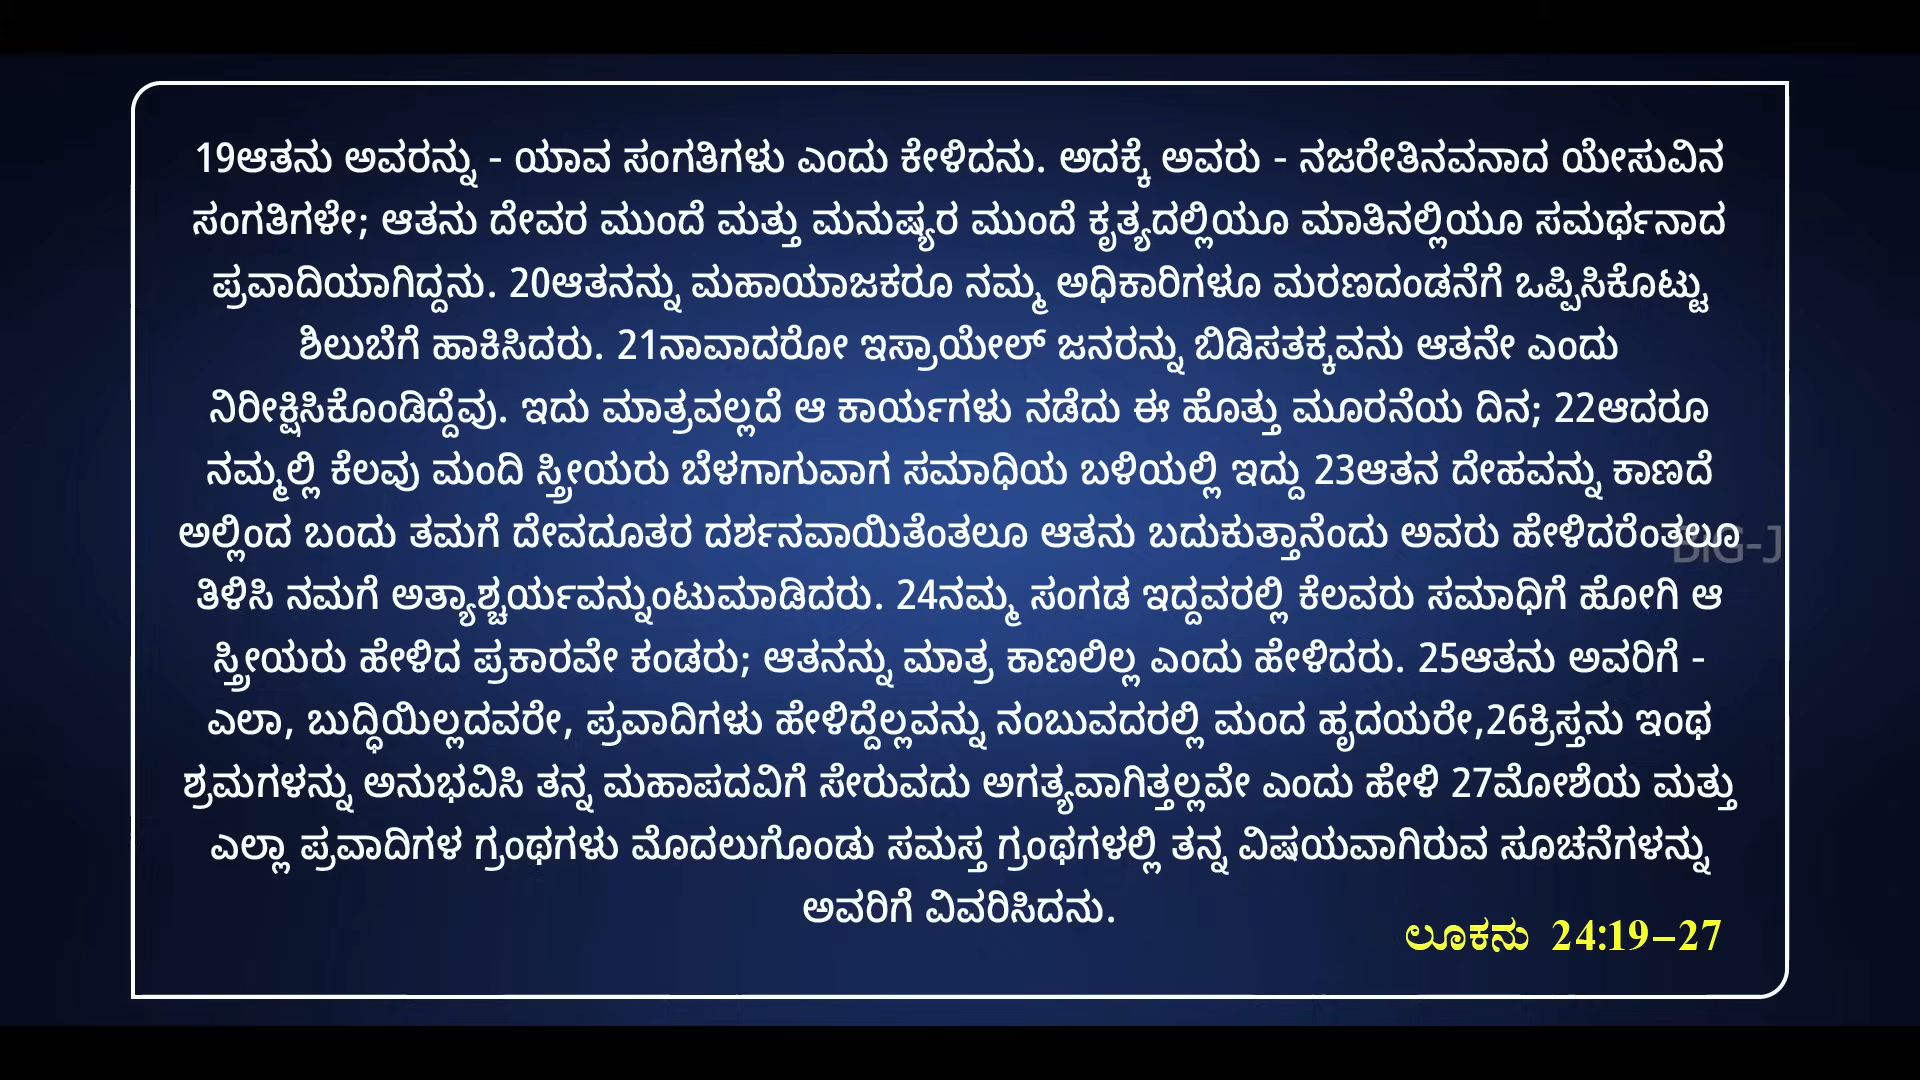 19ಆತನು ಅವರನ್ನು - ಯಾವ ಸಂಗತಿಗಳು ಎಂದು ಕೇಳಿದನು. ಅದಕ್ಕೆ ಅವರು - ನಜರೇತಿನವನಾದ ಯೇಸುವಿನ
ಸಂಗತಿಗಳೇ; ಆತನು ದೇವರ ಮುಂದೆ ಮತ್ತು ಮನುಷ್ಯರ ಮುಂದೆ ಕೃತ್ಯದಲ್ಲಿಯೂ ಮಾತಿನಲ್ಲಿಯೂ ಸಮರ್ಥನಾದ
ಪ್ರವಾದಿಯಾಗಿದ್ದನು. 20ಆತನನ್ನು ಮಹಾಯಾಜಕರೂ ನಮ್ಮ ಅಧಿಕಾರಿಗಳೂ ಮರಣದಂಡನೆಗೆ ಒಪ್ಪಿಸಿಕೊಟ್ಟು
ಶಿಲುಬೆಗೆ ಹಾಕಿಸಿದರು. 21ನಾವಾದರೋ ಇಸ್ರಾಯೇಲ್ ಜನರನ್ನು ಬಿಡಿಸತಕ್ಕವನು ಆತನೇ ಎಂದು
ನಿರೀಕ್ಷಿಸಿಕೊಂಡಿದ್ದೆವು. ಇದು ಮಾತ್ರವಲ್ಲದೆ ಆ ಕಾರ್ಯಗಳು ನಡೆದು ಈ ಹೊತ್ತು ಮೂರನೆಯ ದಿನ; 22ಆದರೂ
ನಮ್ಮಲ್ಲಿ ಕೆಲವು ಮಂದಿ ಸ್ತ್ರೀಯರು ಬೆಳಗಾಗುವಾಗ ಸಮಾಧಿಯ ಬಳಿಯಲ್ಲಿ ಇದ್ದು 23ಆತನ ದೇಹವನ್ನು ಕಾಣದೆ
ಅಲ್ಲಿಂದ ಬಂದು ತಮಗೆ ದೇವದೂತರ ದರ್ಶನವಾಯಿತೆಂತಲೂ ಆತನು ಬದುಕುತ್ತಾನೆಂದು ಅವರು ಹೇಳಿದರೆಂತಲೂ
BIG-J
ತಿಳಿಸಿ ನಮಗೆ ಅತ್ಯಾಶ್ಚರ್ಯವನ್ನುಂಟುಮಾಡಿದರು. 24ನಮ್ಮ ಸಂಗಡ ಇದ್ದವರಲ್ಲಿ ಕೆಲವರು ಸಮಾಧಿಗೆ ಹೋಗಿ ಆ
ಸ್ತ್ರೀಯರು ಹೇಳಿದ ಪ್ರಕಾರವೇ ಕಂಡರು; ಆತನನ್ನು ಮಾತ್ರ ಕಾಣಲಿಲ್ಲ ಎಂದು ಹೇಳಿದರು. 25ಆತನು ಅವರಿಗೆ -
ಎಲಾ, ಬುದ್ಧಿಯಿಲ್ಲದವರೇ, ಪ್ರವಾದಿಗಳು ಹೇಳಿದ್ದೆಲ್ಲವನ್ನು ನಂಬುವದರಲ್ಲಿ ಮಂದ ಹೃದಯರೇ,26ಕ್ರಿಸ್ತನು ಇಂಥ
ಶ್ರಮಗಳನ್ನು ಅನುಭವಿಸಿ ತನ್ನ ಮಹಾಪದವಿಗೆ ಸೇರುವದು ಅಗತ್ಯವಾಗಿತ್ತಲ್ಲವೇ ಎಂದು ಹೇಳಿ 27ಮೋಶೆಯ ಮತ್ತು
ಎಲ್ಲಾ ಪ್ರವಾದಿಗಳ ಗ್ರಂಥಗಳು ಮೊದಲುಗೊಂಡು ಸಮಸ್ತ ಗ್ರಂಥಗಳಲ್ಲಿ ತನ್ನ ವಿಷಯವಾಗಿರುವ ಸೂಚನೆಗಳನ್ನು
ಅವರಿಗೆ ವಿವರಿಸಿದನು.
ಲೂಕನು 24:19-27